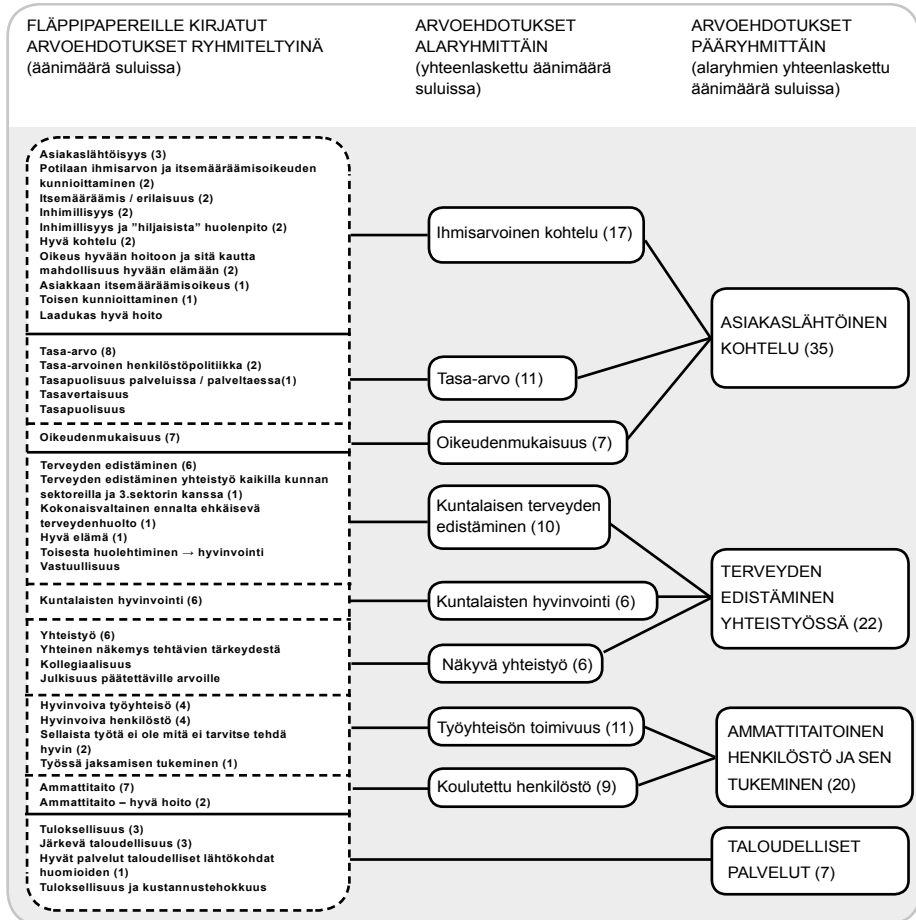 FLÄPPIPAPEREILLE KIRJATUT
ARVOEHDOTUKSET RYHMITELTYINÄ
(äänimäärä suluissa)
ARVOEHDOTUKSET
ALARYHMITTÄIN
(yhteenlaskettu äänimäärä
suluissa)
ARVOEHDOTUKSET
PÄÄRYHMITTÄIN
(alaryhmien yhteenlaskettu
äänimäärä suluissa)
Asiakaslähtöisyys (3)
Potilaan ihmisarvon ja itsemääräämisoikeuden
kunnioittaminen (2)
Itsemääräämis / erilaisuus (2)
Inhimillisyys (2)
Inhimillisyys ja ”hiljaisista” huolenpito (2)
Hyvä kohtelu (2)
Oikeus hyvään hoitoon ja sitä kautta
mahdollisuus hyvään elämään (2)
Asiakkaan itsemääräämisoikeus (1)
Toisen kunnioittaminen (1)
Laadukas hyvä hoito
Tasa-arvo (8)
Tasa-arvoinen henkilöstöpolitiikka (2)
Tasapuolisuus palveluissa / palveltaessa(1)
Tasavertaisuus
Tasapuolisuus
Oikeudenmukaisuus (7)
Terveyden edistäminen (6)
Terveyden edistäminen yhteistyö kaikilla kunnan
sektoreilla ja 3.sektorin kanssa (1)
Kokonaisvaltainen ennalta ehkäisevä
terveydenhuolto (1)
Hyvä elämä (1)
Toisesta huolehtiminen → hyvinvointi
Vastuullisuus
Kuntalaisten hyvinvointi (6)
Yhteistyö (6)
Yhteinen näkemys tehtävien tärkeydestä
Kollegiaalisuus
Julkisuus päätettäville arvoille
Hyvinvoiva työyhteisö (4)
Hyvinvoiva henkilöstö (4)
Sellaista työtä ei ole mitä ei tarvitse tehdä
hyvin (2)
Työssä jaksamisen tukeminen (1)
Ammattitaito (7)
Ammattitaito – hyvä hoito (2)
Tuloksellisuus (3)
Järkevä taloudellisuus (3)
Hyvät palvelut taloudelliset lähtökohdat
huomioiden (1)
Tuloksellisuus ja kustannustehokkuus
Ihmisarvoinen kohtelu (17)
Tasa-arvo (11)
Oikeudenmukaisuus (7)
Kuntalaisen terveyden
edistäminen (10)
Kuntalaisten hyvinvointi (6)
Näkyvä yhteistyö (6)
Työyhteisön toimivuus (11)
Koulutettu henkilöstö (9)
ASIAKASLÄHTÖINEN
KOHTELU (35)
TERVEYDEN
EDISTÄMINEN
YHTEISTYÖSSÄ (22)
AMMATTITAITOINEN
HENKILÖSTÖ JA SEN
TUKEMINEN (20)
TALOUDELLISET
PALVELUT (7)